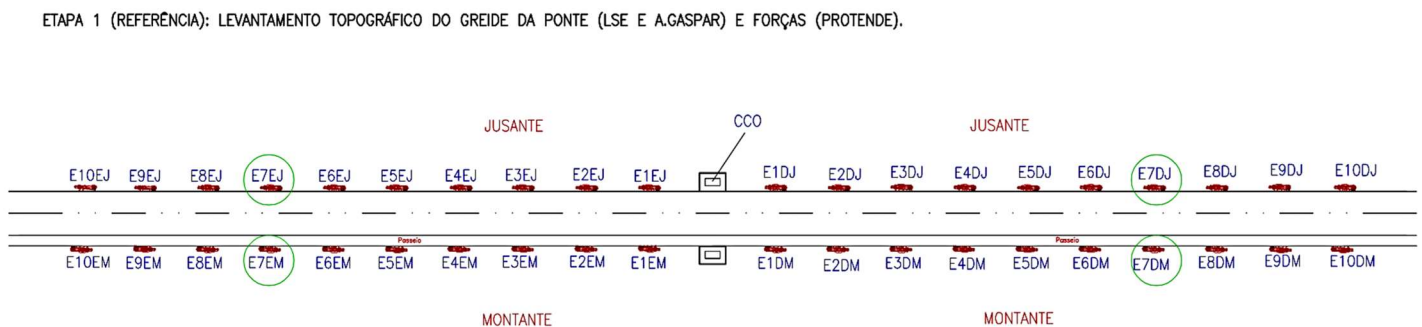 ETAPA 1 (REFERÊNCIA): LEVANTAMENTO TOPOGRÁFICO DO GREIDE DA PONTE (LSE E A.GASPAR) E FORÇAS (PROTENDE).
JUSANTE CCO JUSANTE
E10EJ E9EJ E8EJ E7EJ E6EJ E5EJ E4EJ E3EJ E2EJ E1EJ E1DJ E2DJ E3DJ E4DJ E5DJ E6DJ E7DJ E8DJ E9DJ E10DJ
Passeio Passeio
E10EM E9EM E8EM E7EM E6EM E5EM E4EM E3EM E2EM E1EM E1DM E2DM E3DM E4DM E5DM E6DM E7DM E8DM E9DM E10DM
MONTANTE MONTANTE